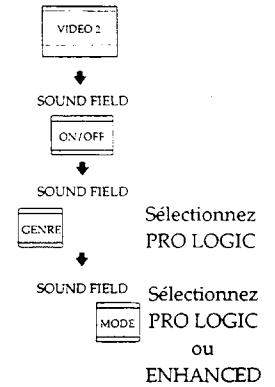 VIDEO 2
SOUND FIELD
ON/OFF
SOUND FIELD
GENRE
Sélectionnez
PRO LOGIC
SOUND FIELD
MODE
Sélectionnez
PRO LOGIC
ou
ENHANCED